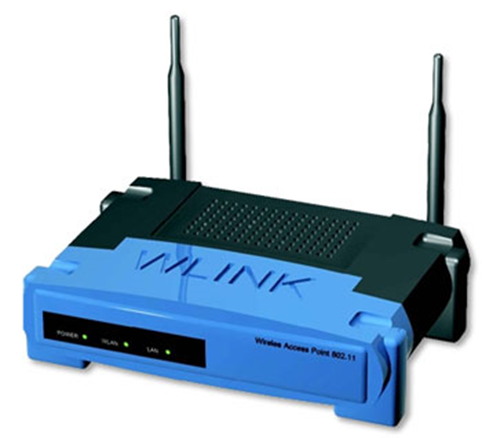 WLINK
POWER WLAN LAN
Wireless Access Point 802.11